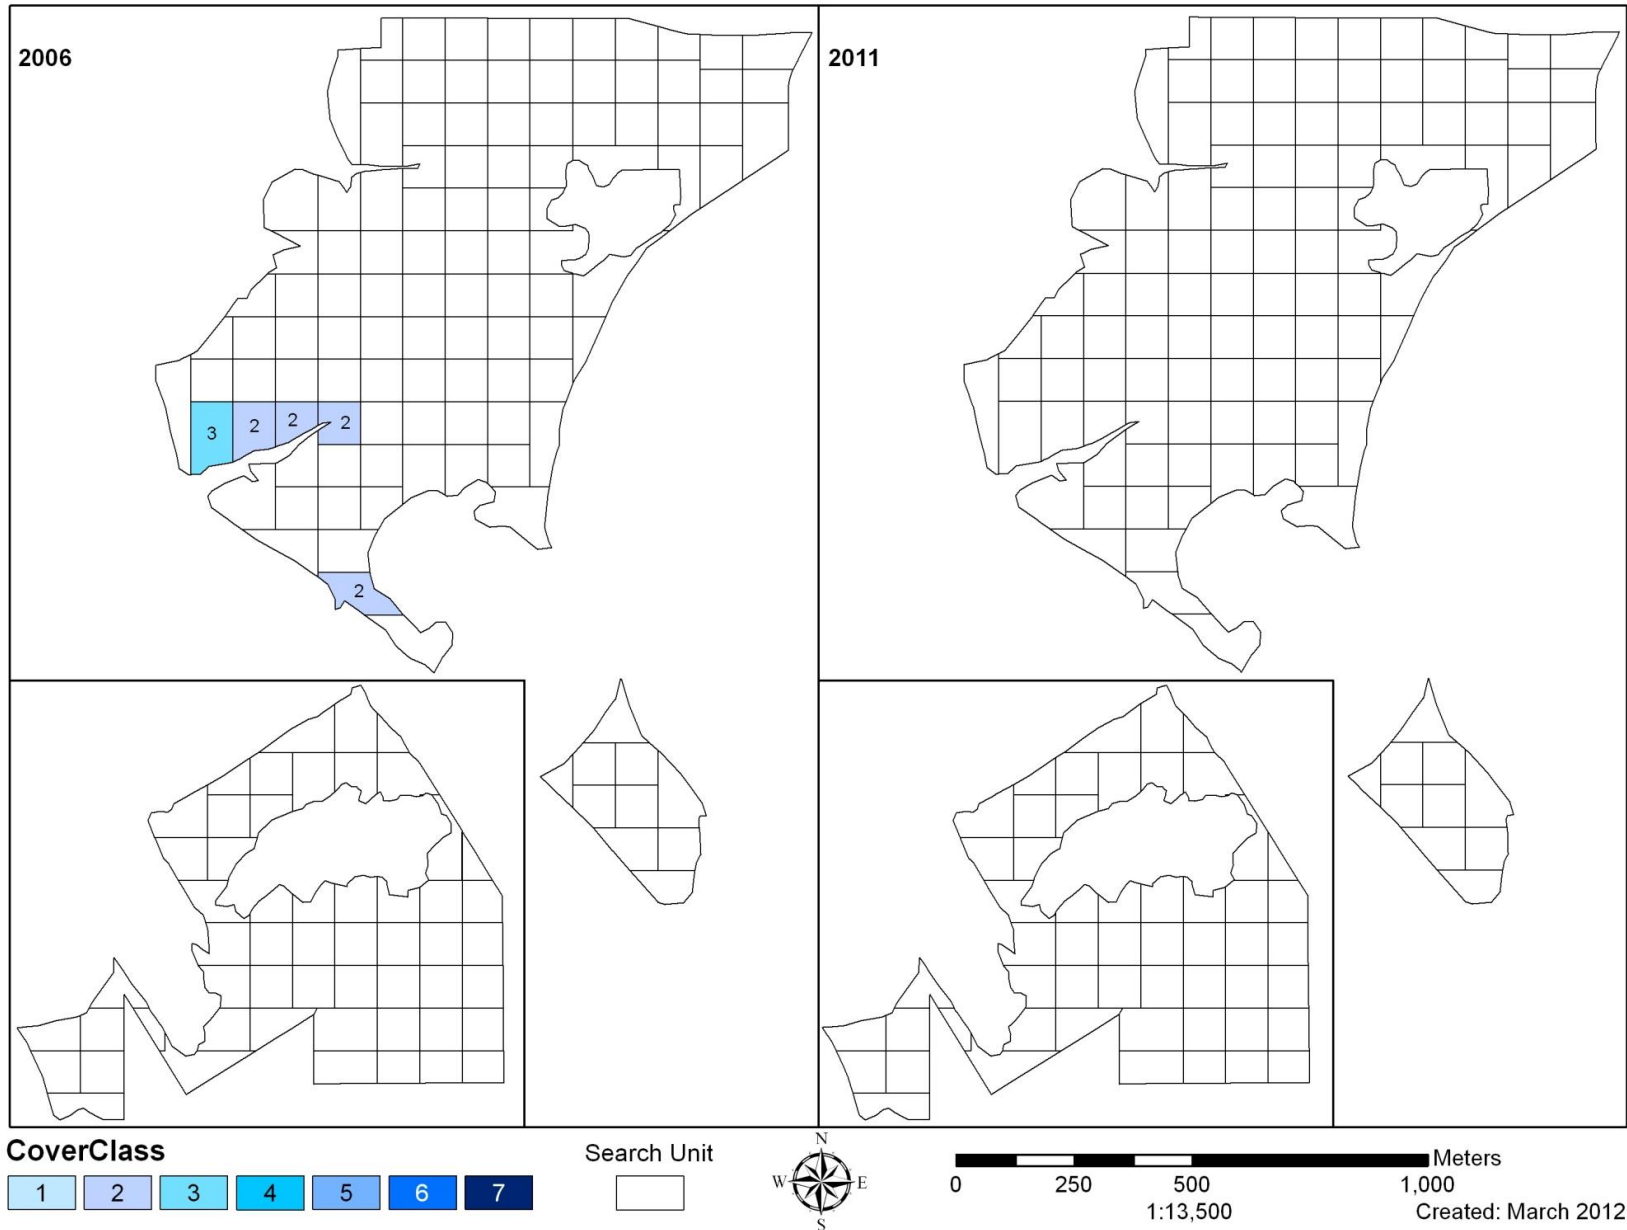 2006
2011
3
2
2
2
2
CoverClass
1 2 3 4 5 6 7
Search Unit
N
W E
S
Meters
0 250 500 1,000
1:13,500
Created: March 2012